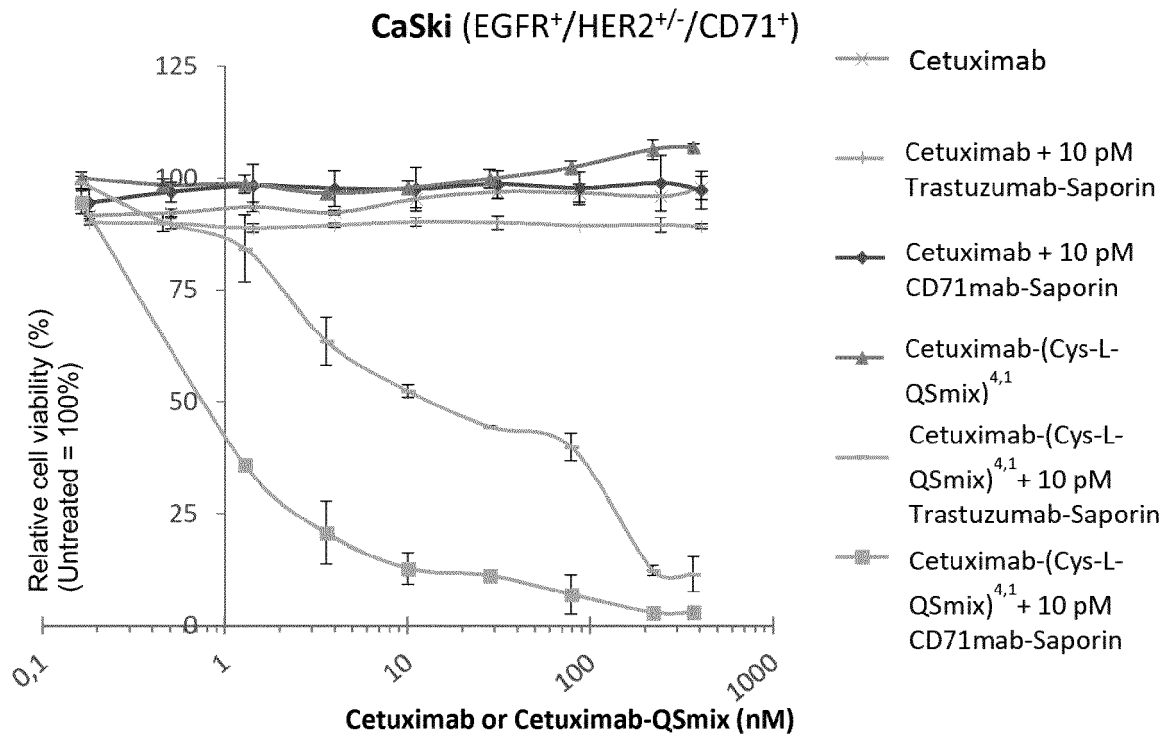 CaSki (EGFR⁺/HER2⁺/⁻/CD71⁺)
125
100
75
50
25
0
Relative cell viability (%)
(Untreated = 100%)
0,1
1
10
100
1000
Cetuximab or Cetuximab-QSmix (nM)
Cetuximab
Cetuximab + 10 pM
Trastuzumab-Saporin
Cetuximab + 10 pM
CD71mab-Saporin
Cetuximab-(Cys-L-
QSmix)⁴,¹
Cetuximab-(Cys-L-
QSmix)⁴,¹ + 10 pM
Trastuzumab-Saporin
Cetuximab-(Cys-L-
QSmix)⁴,¹ + 10 pM
CD71mab-Saporin